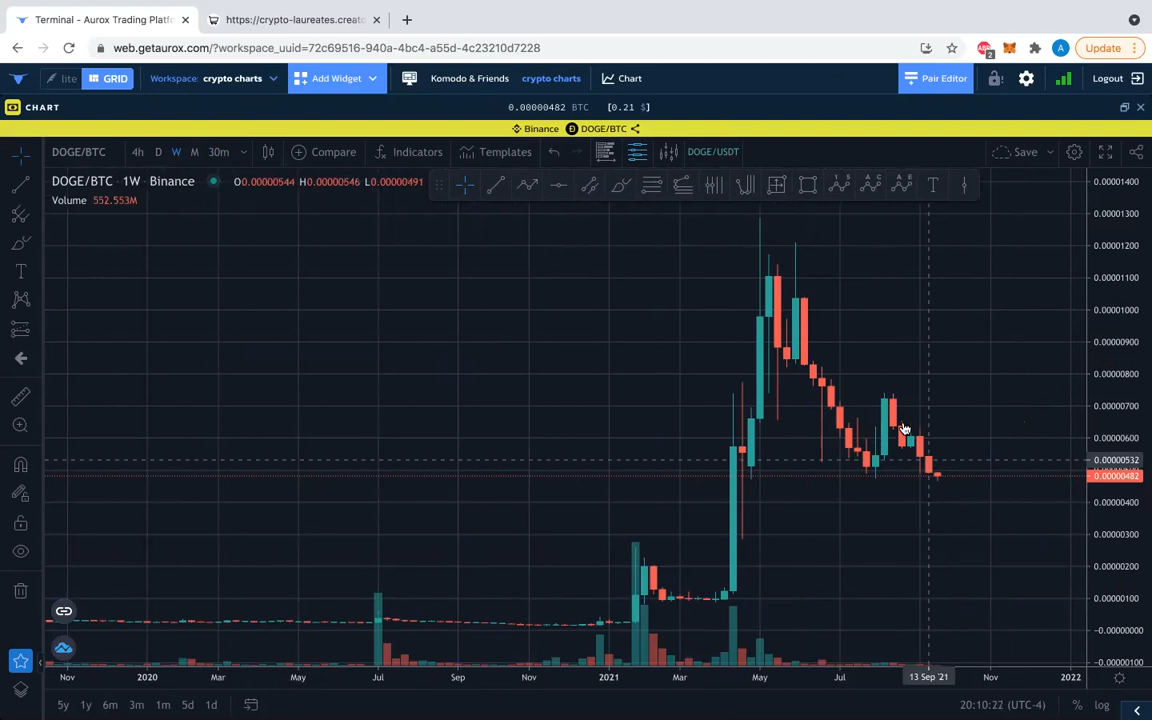 Terminal - Aurox Trading Platfo
https://crypto-laureates.creato
web.getaurox.com/?workspace_uuid=72c69516-940a-4bc4-a55d-4c23210d7228
2
A
Update
lite
GRID
Workspace: crypto charts
Add Widget
Komodo & Friends
crypto charts
Chart
Pair Editor
Logout
CHART
0.00000482 BTC [0.21 $]
Binance DOGE/BTC
DOGE/BTC
4h
D
W
M
30m
Compare
Indicators
Templates
DOGE/USDT
Save
DOGE/BTC · 1W · Binance
O0.00000544 H0.00000546 L0.00000491
Volume 552.553M
0.00001400
0.00001300
0.00001200
0.00001100
0.00001000
0.00000900
0.00000800
0.00000700
0.00000600
0.00000532
0.00000482
0.00000400
0.00000300
0.00000200
0.00000100
-0.00000000
-0.00000100
Nov
2020
Mar
May
Jul
Sep
Nov
2021
Mar
May
Jul
13 Sep '21
Nov
2022
5y
1y
6m
3m
1m
5d
1d
20:10:22 (UTC-4)
%
log